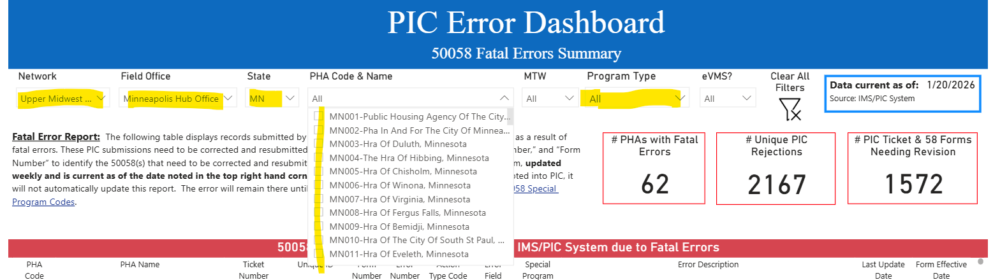 PIC Error Dashboard
50058 Fatal Errors Summary
Network
Field Office
State
PHA Code & Name
MTW
Program Type
eVMS?
Clear All
Filters
Data current as of: 1/20/2026
Source: IMS/PIC System
Upper Midwest ...
Minneapolis Hub Office
MN
All
All
All
All
MN001-Public Housing Agency Of The City...
MN002-Pha In And For The City Of Minnea...
MN003-Hra Of Duluth, Minnesota
MN004-The Hra Of Hibbing, Minnesota
MN005-Hra Of Chisholm, Minnesota
MN006-Hra Of Winona, Minnesota
MN007-Hra Of Virginia, Minnesota
MN008-Hra Of Fergus Falls, Minnesota
MN009-Hra Of Bemidji, Minnesota
MN010-Hra Of The City Of South St Paul, ...
MN011-Hra Of Eveleth, Minnesota
Fatal Error Report: The following table displays records submitted by as a result of
fatal errors. These PIC submissions need to be corrected and resubmitted mber," and "Form
Number" to identify the 50058(s) that need to be corrected and resubmit m, updated
weekly and is current as of the date noted in the top right hand corn oted into PIC, it
will not automatically update this report. The error will remain there until 058 Special
Program Codes.
# PHAs with Fatal
Errors
62
# Unique PIC
Rejections
2167
# PIC Ticket & 58 Forms
Needing Revision
1572
5005 IMS/PIC System due to Fatal Errors
PHA
Code
PHA Name
Ticket
Number
Unique ID
Form
Number
Error
Number
Action
Type Code
Error
Field
Special
Program
Error Description
Last Update
Date
Form Effective
Date